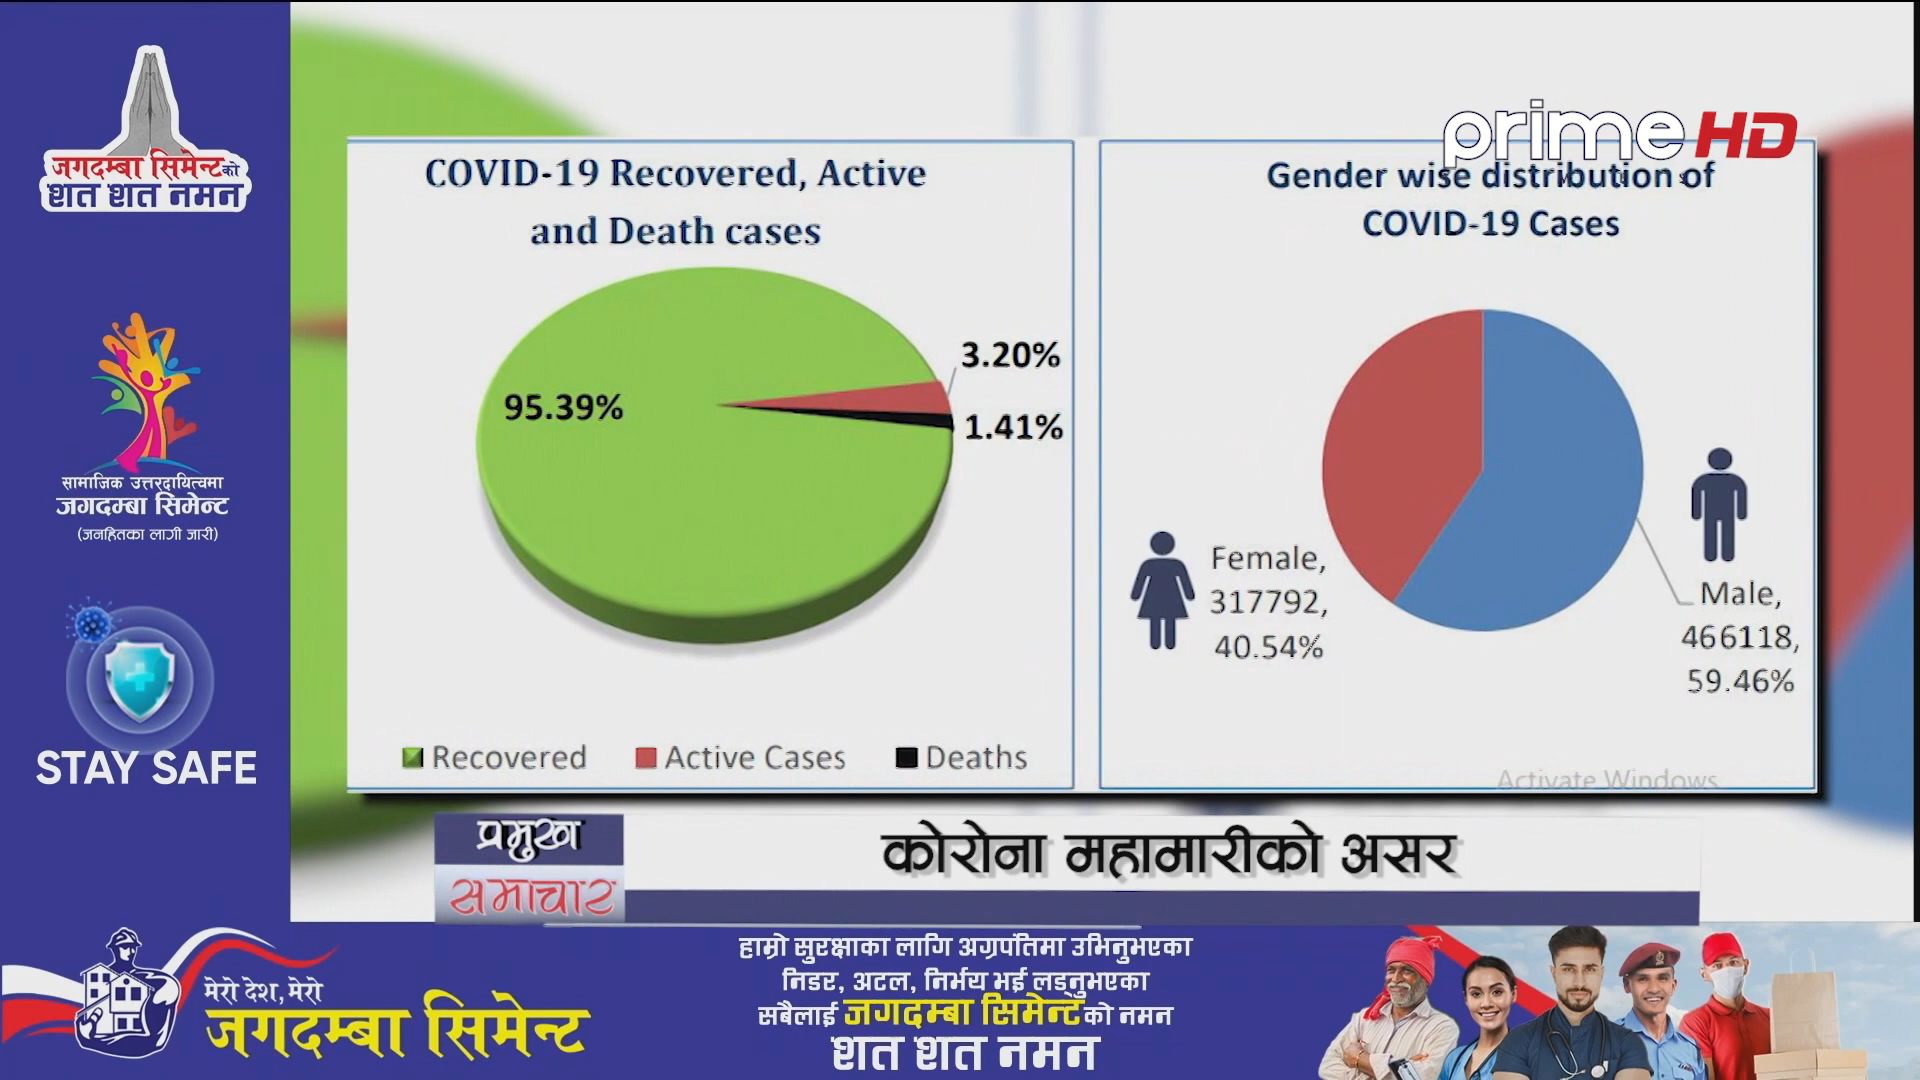 जगदम्बा सिमेन्टको
शत शत नमन
सामाजिक उत्तरदायित्वमा
जगदम्बा सिमेन्ट
(जनहितका लागी जारी)
STAY SAFE
prime HD
COVID-19 Recovered, Active
and Death cases
95.39%
3.20%
1.41%
Recovered
Active Cases
Deaths
Gender wise distribution of
COVID-19 Cases
Female,
317792,
40.54%
Male,
466118,
59.46%
Activate Windows
प्रमुख
समाचार
कोरोना महामारीको असर
मेरो देश, मेरो
जगदम्बा सिमेन्ट
हाम्रो सुरक्षाका लागि अग्रपंतिमा उभिनुभएका
निडर, अटल, निर्भय भई लड्नुभएका
सबैलाई जगदम्बा सिमेन्टको नमन
शत शत नमन